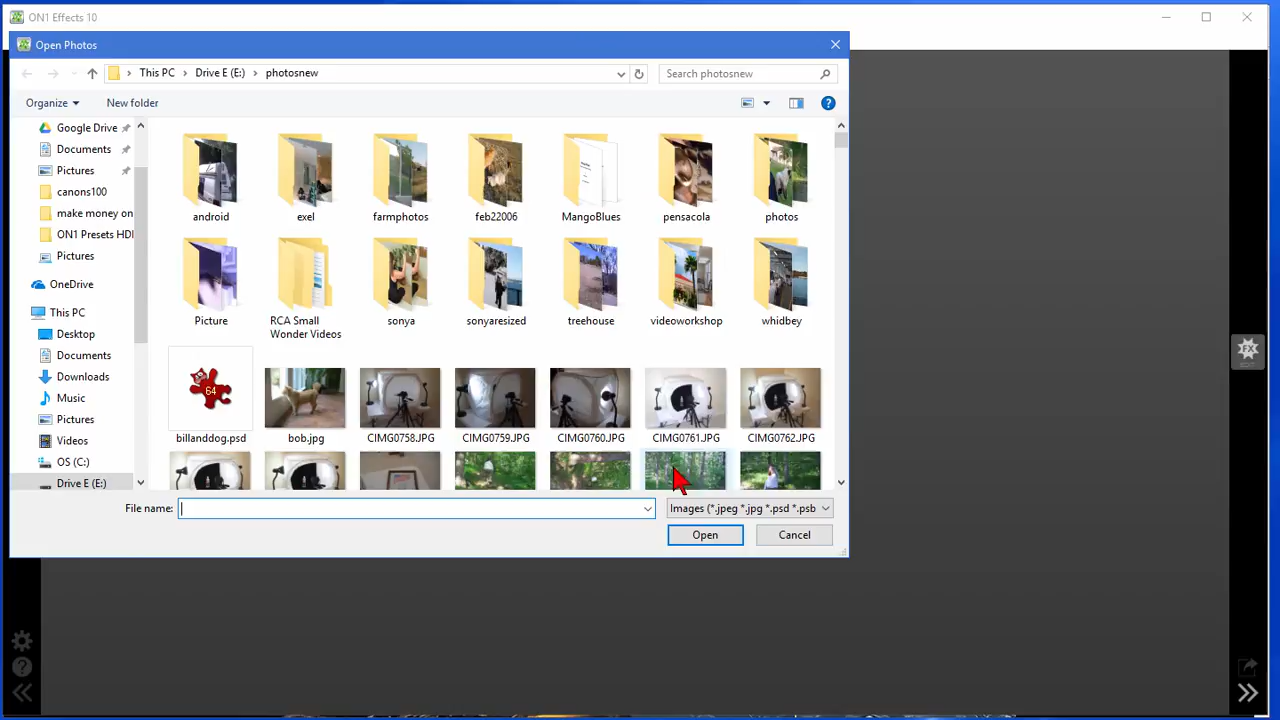 ON1 Effects 10
Open Photos
This PC > Drive E (E:) > photosnew
Search photosnew
Organize
New folder
Google Drive
Documents
Pictures
canons100
make money on
ON1 Presets HDI
Pictures
OneDrive
This PC
Desktop
Documents
Downloads
Music
Pictures
Videos
OS (C:)
Drive E (E:)
android
exel
farmphotos
feb22006
MangoBlues
pensacola
photos
Picture
RCA Small
Wonder Videos
sonya
sonyaresized
treehouse
videoworkshop
whidbey
64
billanddog.psd
bob.jpg
CIMG0758.JPG
CIMG0759.JPG
CIMG0760.JPG
CIMG0761.JPG
CIMG0762.JPG
File name:
Images (*.jpeg *.jpg *.psd *.psb
Open
Cancel
EX